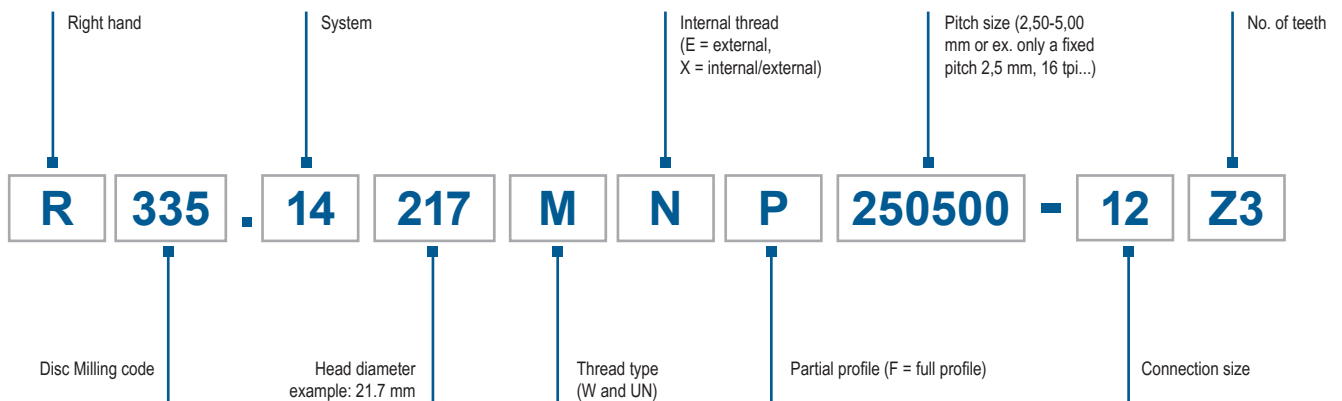 Right hand
System
Internal thread
(E = external,
X = internal/external)
Pitch size (2,50-5,00
mm or ex. only a fixed
pitch 2,5 mm, 16 tpi...)
No. of teeth
R 335 . 14 217 M N P 250500 - 12 Z3
Disc Milling code
Head diameter
example: 21.7 mm
Thread type
(W and UN)
Partial profile (F = full profile)
Connection size